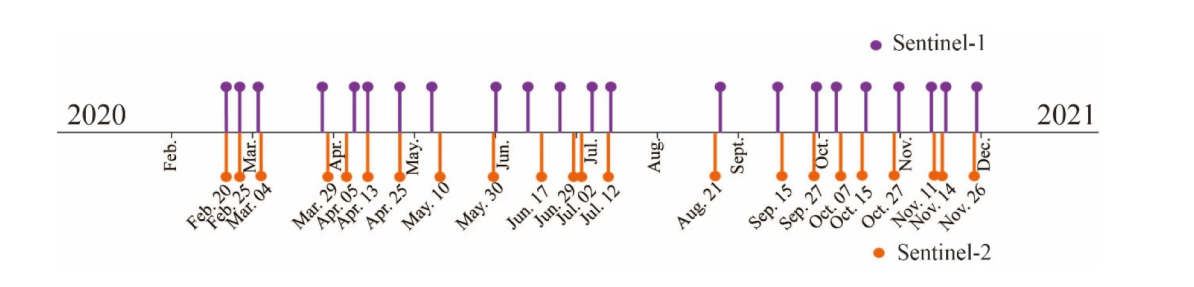 Sentinel-1
2020
2021
Feb.
Mar.
Apr.
May.
Jun.
Jul.
Aug.
Sept.
Oct.
Nov.
Dec.
Feb. 20
Feb. 25
Mar. 04
Mar. 29
Apr. 05
Apr. 13
Apr. 25
May. 10
May. 30
Jun. 17
Jun. 29
Jul. 02
Jul. 12
Aug. 21
Sep. 15
Sep. 27
Oct. 07
Oct. 15
Oct. 27
Nov. 11
Nov. 14
Nov. 26
Sentinel-2